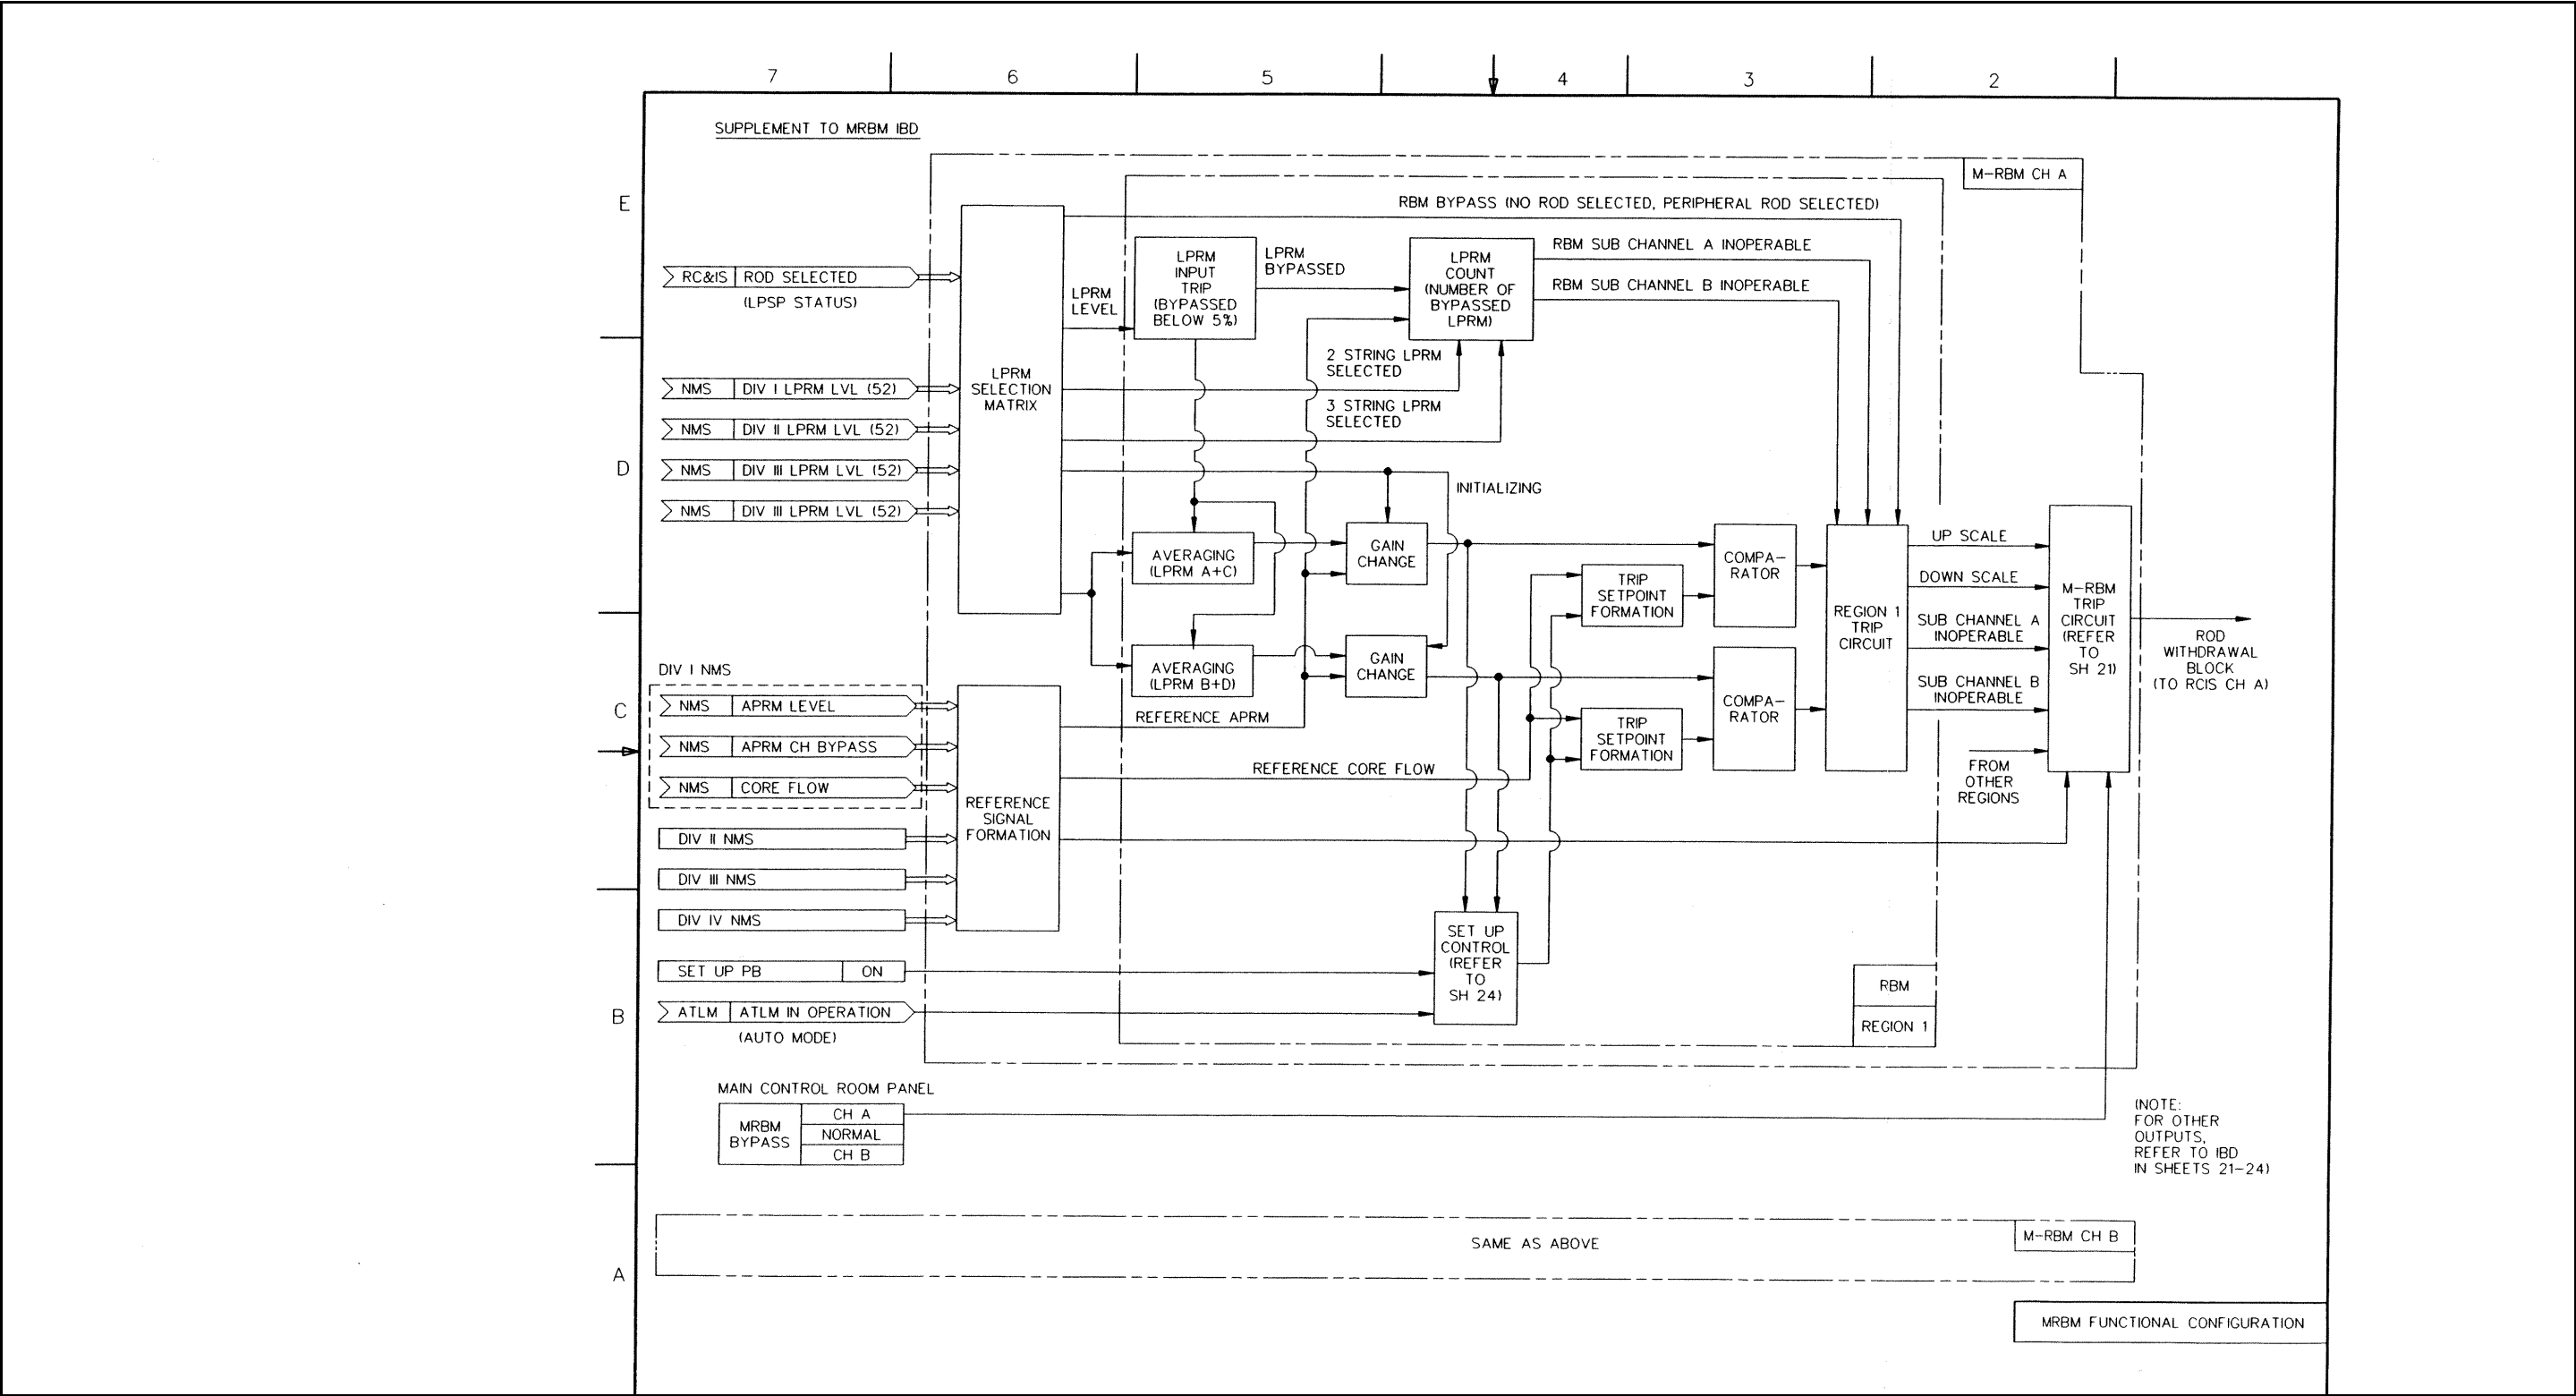 7 6 5 4 3 2
SUPPLEMENT TO MRBM IBD
M-RBM CH A
E
RBM BYPASS (NO ROD SELECTED, PERIPHERAL ROD SELECTED)
RC&IS ROD SELECTED
(LPSP STATUS)
LPRM
LEVEL
LPRM
INPUT
TRIP
(BYPASSED
BELOW 5%)
LPRM
BYPASSED
LPRM
COUNT
(NUMBER OF
BYPASSED
LPRM)
RBM SUB CHANNEL A INOPERABLE
RBM SUB CHANNEL B INOPERABLE
2 STRING LPRM
SELECTED
3 STRING LPRM
SELECTED
LPRM
SELECTION
MATRIX
NMS DIV I LPRM LVL (52)
NMS DIV II LPRM LVL (52)
D
NMS DIV III LPRM LVL (52)
NMS DIV III LPRM LVL (52)
INITIALIZING
AVERAGING
(LPRM A+C)
GAIN
CHANGE
TRIP
SETPOINT
FORMATION
COMPA-
RATOR
REGION 1
TRIP
CIRCUIT
UP SCALE
DOWN SCALE
SUB CHANNEL A
INOPERABLE
SUB CHANNEL B
INOPERABLE
M-RBM
TRIP
CIRCUIT
(REFER
TO
SH 21)
ROD
WITHDRAWAL
BLOCK
(TO RCIS CH A)
AVERAGING
(LPRM B+D)
GAIN
CHANGE
TRIP
SETPOINT
FORMATION
COMPA-
RATOR
FROM
OTHER
REGIONS
DIV I NMS
C
NMS APRM LEVEL
NMS APRM CH BYPASS
NMS CORE FLOW
REFERENCE APRM
REFERENCE CORE FLOW
REFERENCE
SIGNAL
FORMATION
DIV II NMS
DIV III NMS
DIV IV NMS
SET UP
CONTROL
(REFER
TO
SH 24)
SET UP PB ON
B
ATLM ATLM IN OPERATION
(AUTO MODE)
RBM
REGION 1
MAIN CONTROL ROOM PANEL
MRBM
BYPASS
CH A
NORMAL
CH B
(NOTE:
FOR OTHER
OUTPUTS,
REFER TO IBD
IN SHEETS 21-24)
A
SAME AS ABOVE
M-RBM CH B
MRBM FUNCTIONAL CONFIGURATION